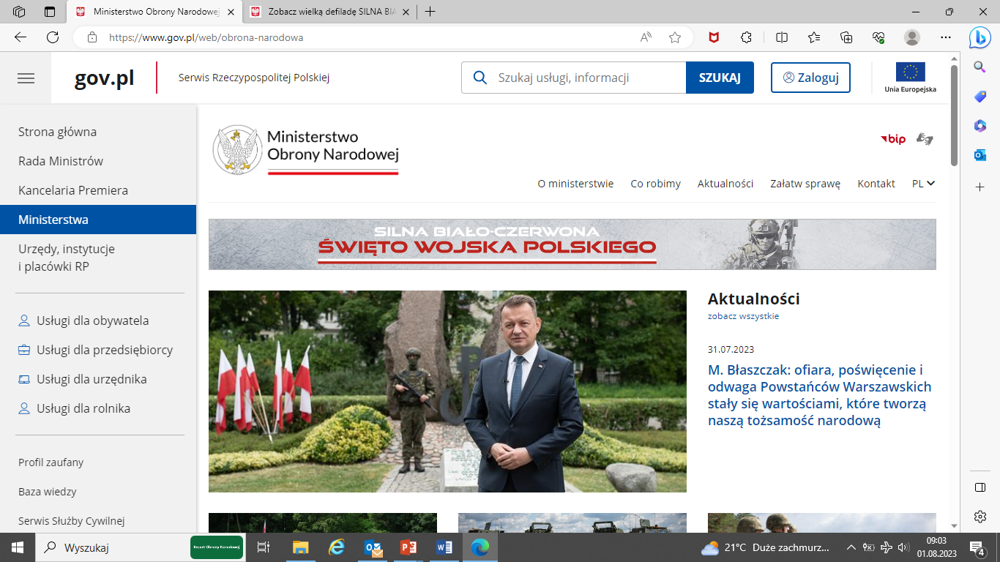 Ministerstwo Obrony Narodowej
Zobacz wielką defiladę SILNA BIA
https://www.gov.pl/web/obrona-narodowa
gov.pl
Serwis Rzeczypospolitej Polskiej
Szukaj usługi, informacji
SZUKAJ
Zaloguj
Unia Europejska
Strona główna
Rada Ministrów
Kancelaria Premiera
Ministerstwa
Urzędy, instytucje
i placówki RP
Usługi dla obywatela
Usługi dla przedsiębiorcy
Usługi dla urzędnika
Usługi dla rolnika
Profil zaufany
Baza wiedzy
Serwis Służby Cywilnej
Ministerstwo
Obrony Narodowej
bip
O ministerstwie
Co robimy
Aktualności
Załatw sprawę
Kontakt
PL
SILNA BIAŁO-CZERWONA
ŚWIĘTO WOJSKA POLSKIEGO
Aktualności
zobacz wszystkie
31.07.2023
M. Błaszczak: ofiara, poświęcenie i
odwaga Powstańców Warszawskich
stały się wartościami, które tworzą
naszą tożsamość narodową
Wyszukaj
Resort Obrony Narodowej
21°C Duże zachmurz...
09:03
01.08.2023
4